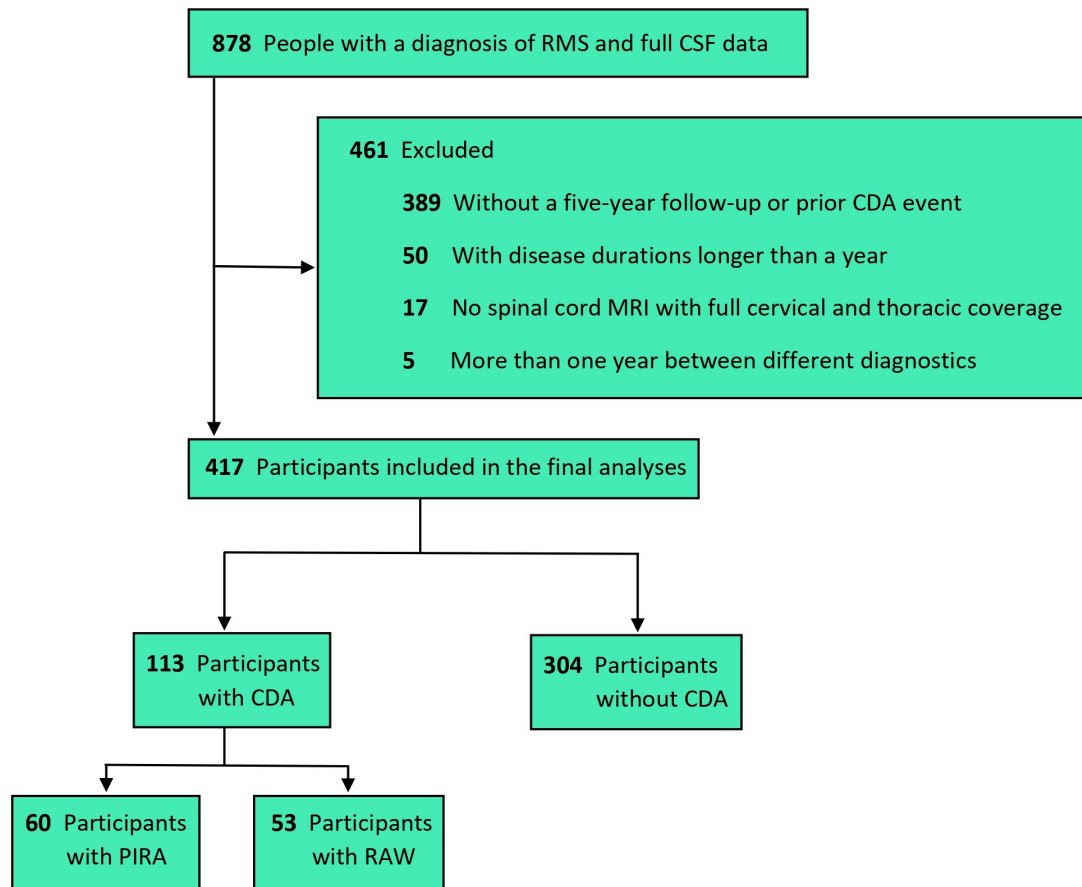 878 People with a diagnosis of RMS and full CSF data
461 Excluded
389 Without a five-year follow-up or prior CDA event
50 With disease durations longer than a year
17 No spinal cord MRI with full cervical and thoracic coverage
5 More than one year between different diagnostics
417 Participants included in the final analyses
113 Participants
with CDA
304 Participants
without CDA
60 Participants
with PIRA
53 Participants
with RAW